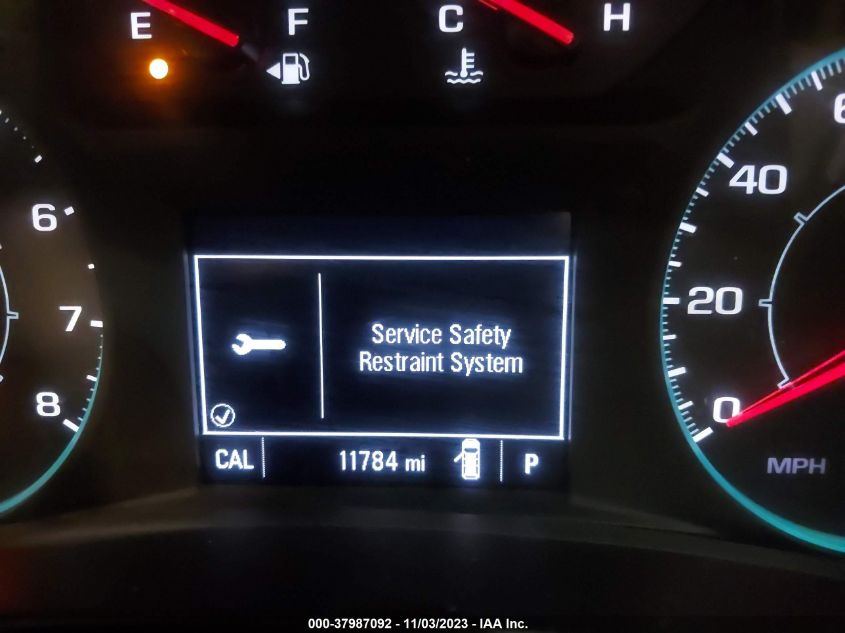 E F C H
6
7
8
6
40
20
0
MPH
Service Safety
Restraint System
CAL 11784 mi P
000-37987092 - 11/03/2023 - IAA Inc.